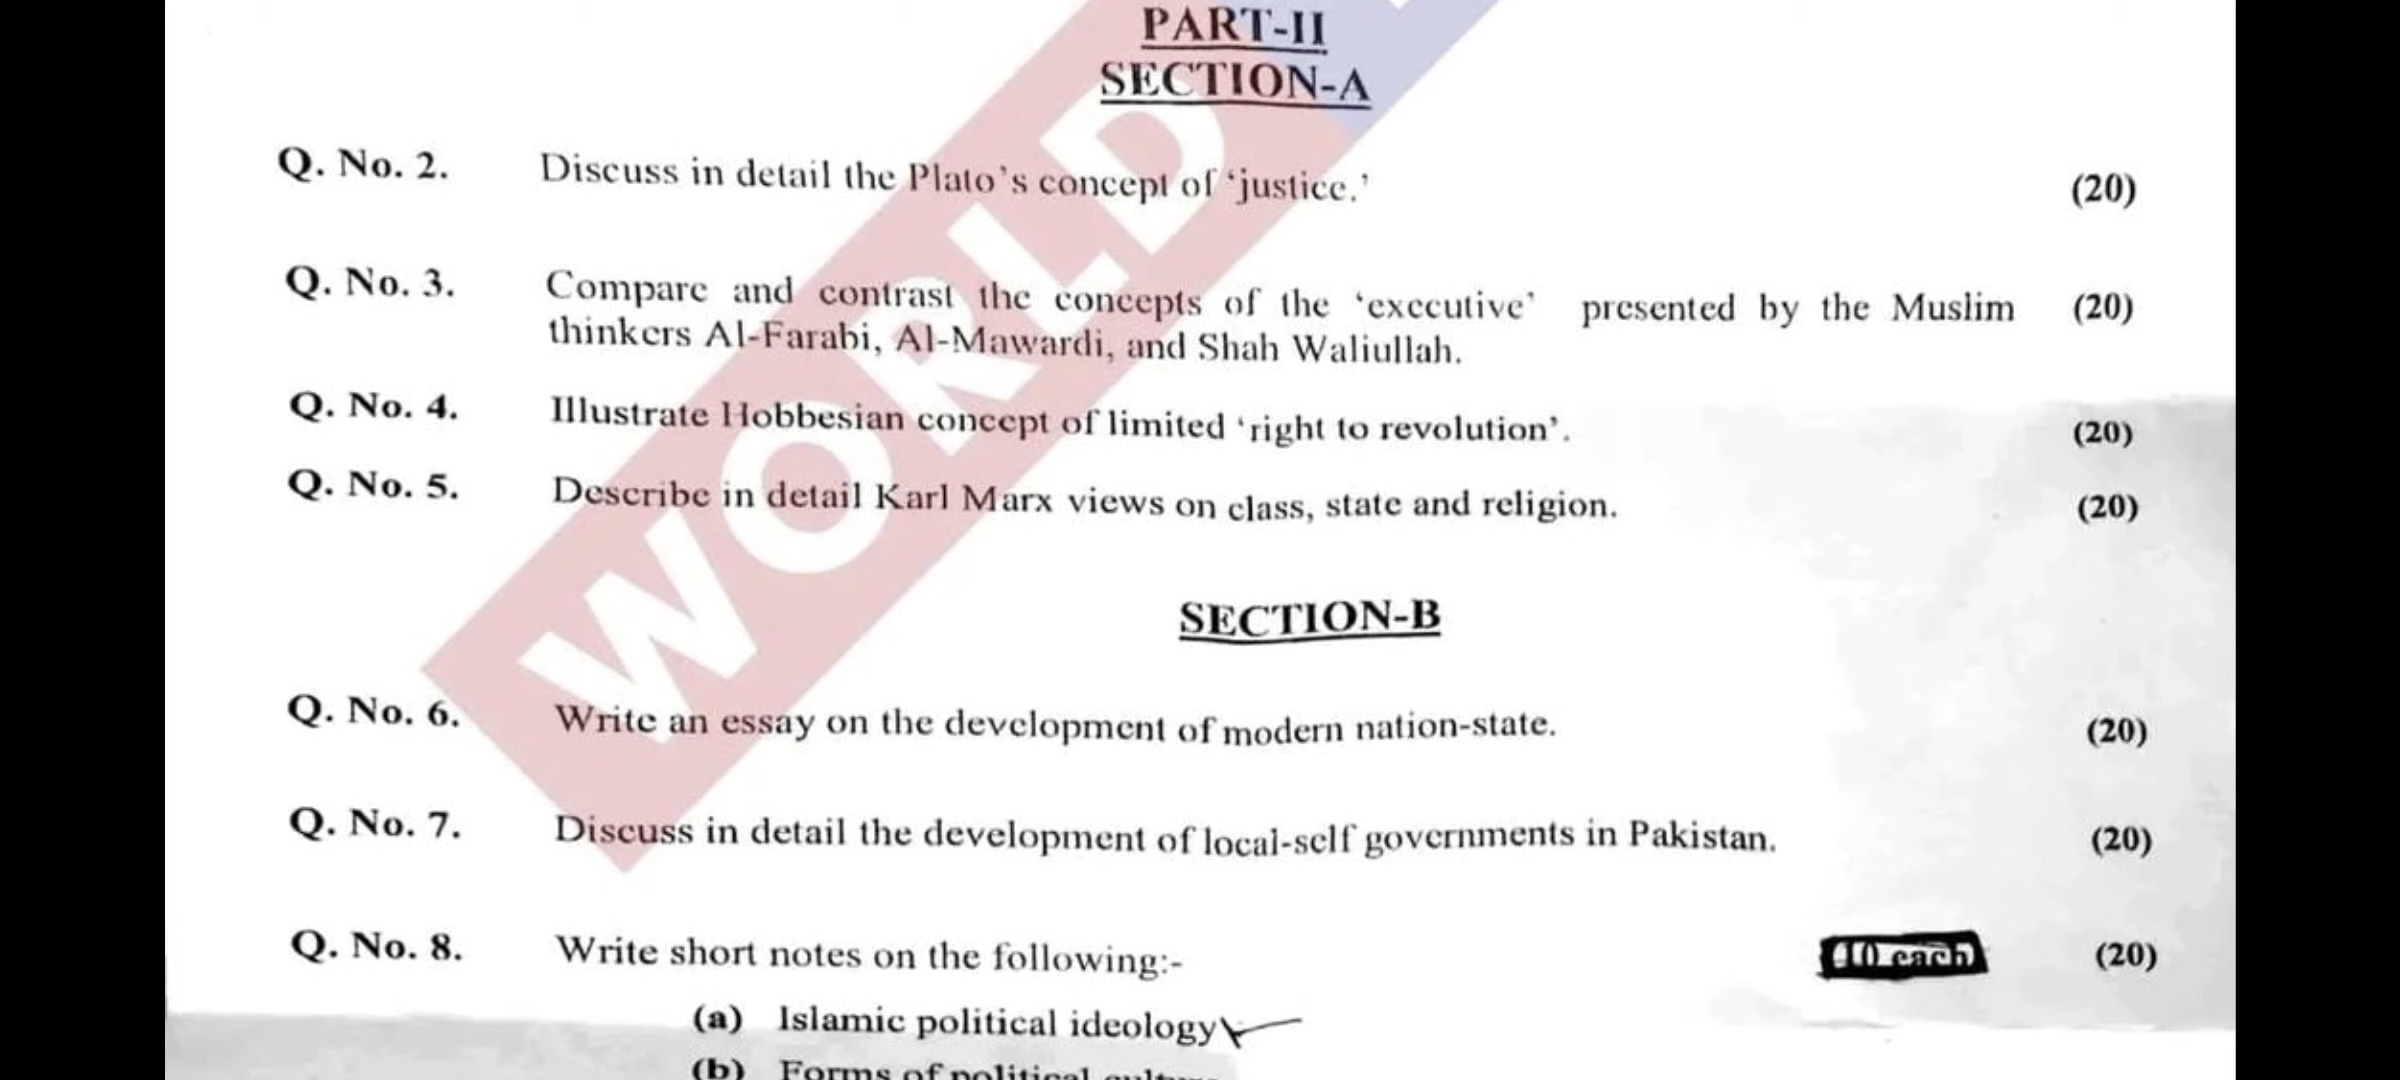 PART-II
SECTION-A
Q. No. 2. Discuss in detail the Plato's concept of 'justice.' (20)
Q. No. 3. Compare and contrast the concepts of the 'executive' presented by the Muslim (20)
thinkers Al-Farabi, Al-Mawardi, and Shah Waliullah.
Q. No. 4. Illustrate Hobbesian concept of limited 'right to revolution'. (20)
Q. No. 5. Describe in detail Karl Marx views on class, state and religion. (20)
SECTION-B
Q. No. 6. Write an essay on the development of modern nation-state. (20)
Q. No. 7. Discuss in detail the development of local-self governments in Pakistan. (20)
Q. No. 8. Write short notes on the following:- (10 each) (20)
(a) Islamic political ideology
(b) Forms of political culture
WORLD